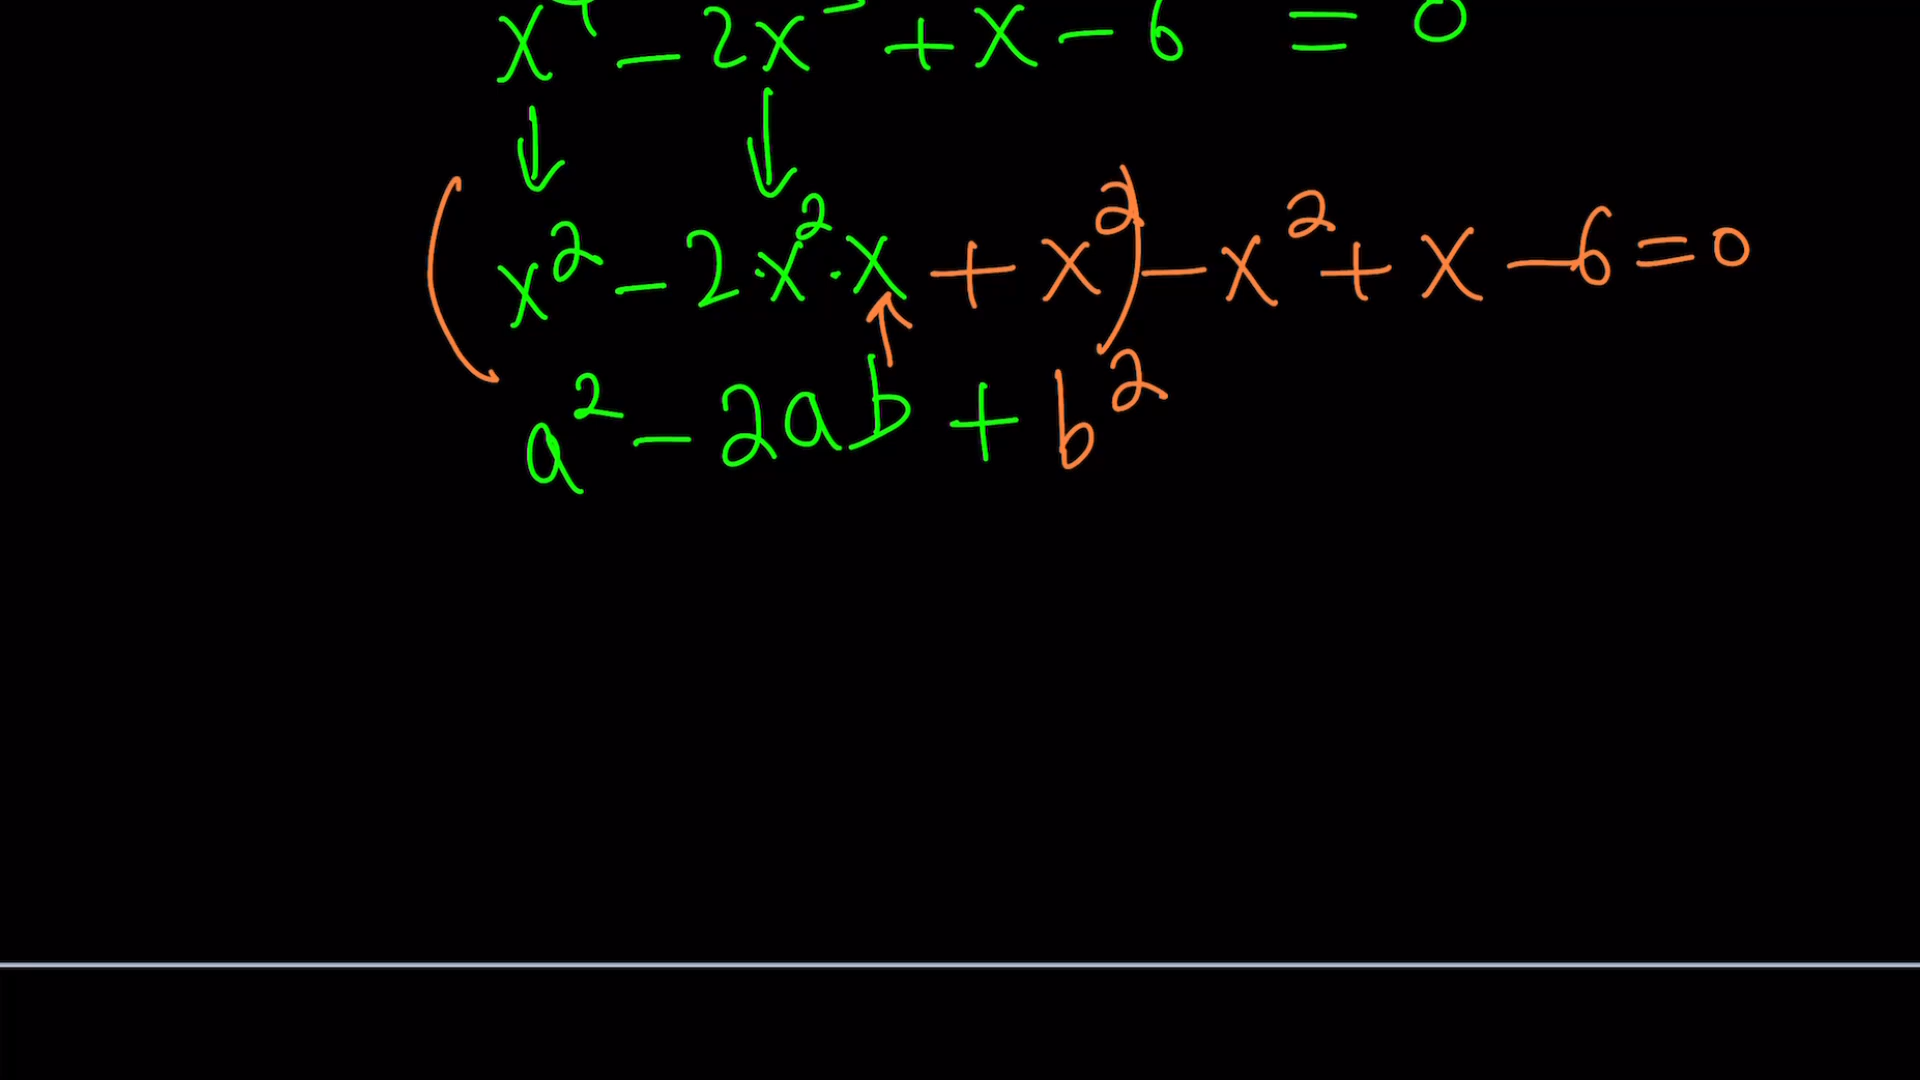 x⁴ - 2x³ + x - 6 = 0
(x² - 2·x²·x + x²) - x² + x - 6 = 0
a² - 2ab + b²